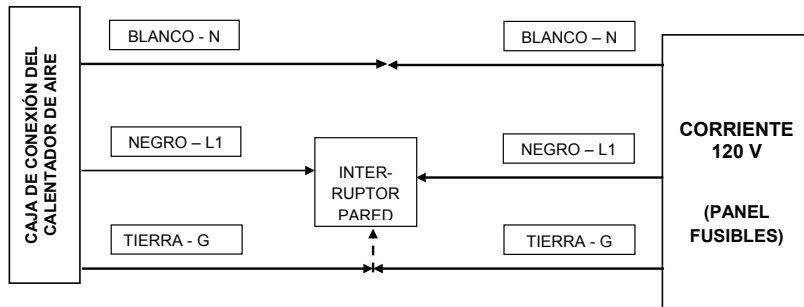 CAJA DE CONEXIÓN DEL
CALENTADOR DE AIRE
BLANCO - N
BLANCO – N
NEGRO – L1
INTER-
RUPTOR
PARED
NEGRO – L1
CORRIENTE
120 V
(PANEL
FUSIBLES)
TIERRA - G
TIERRA – G